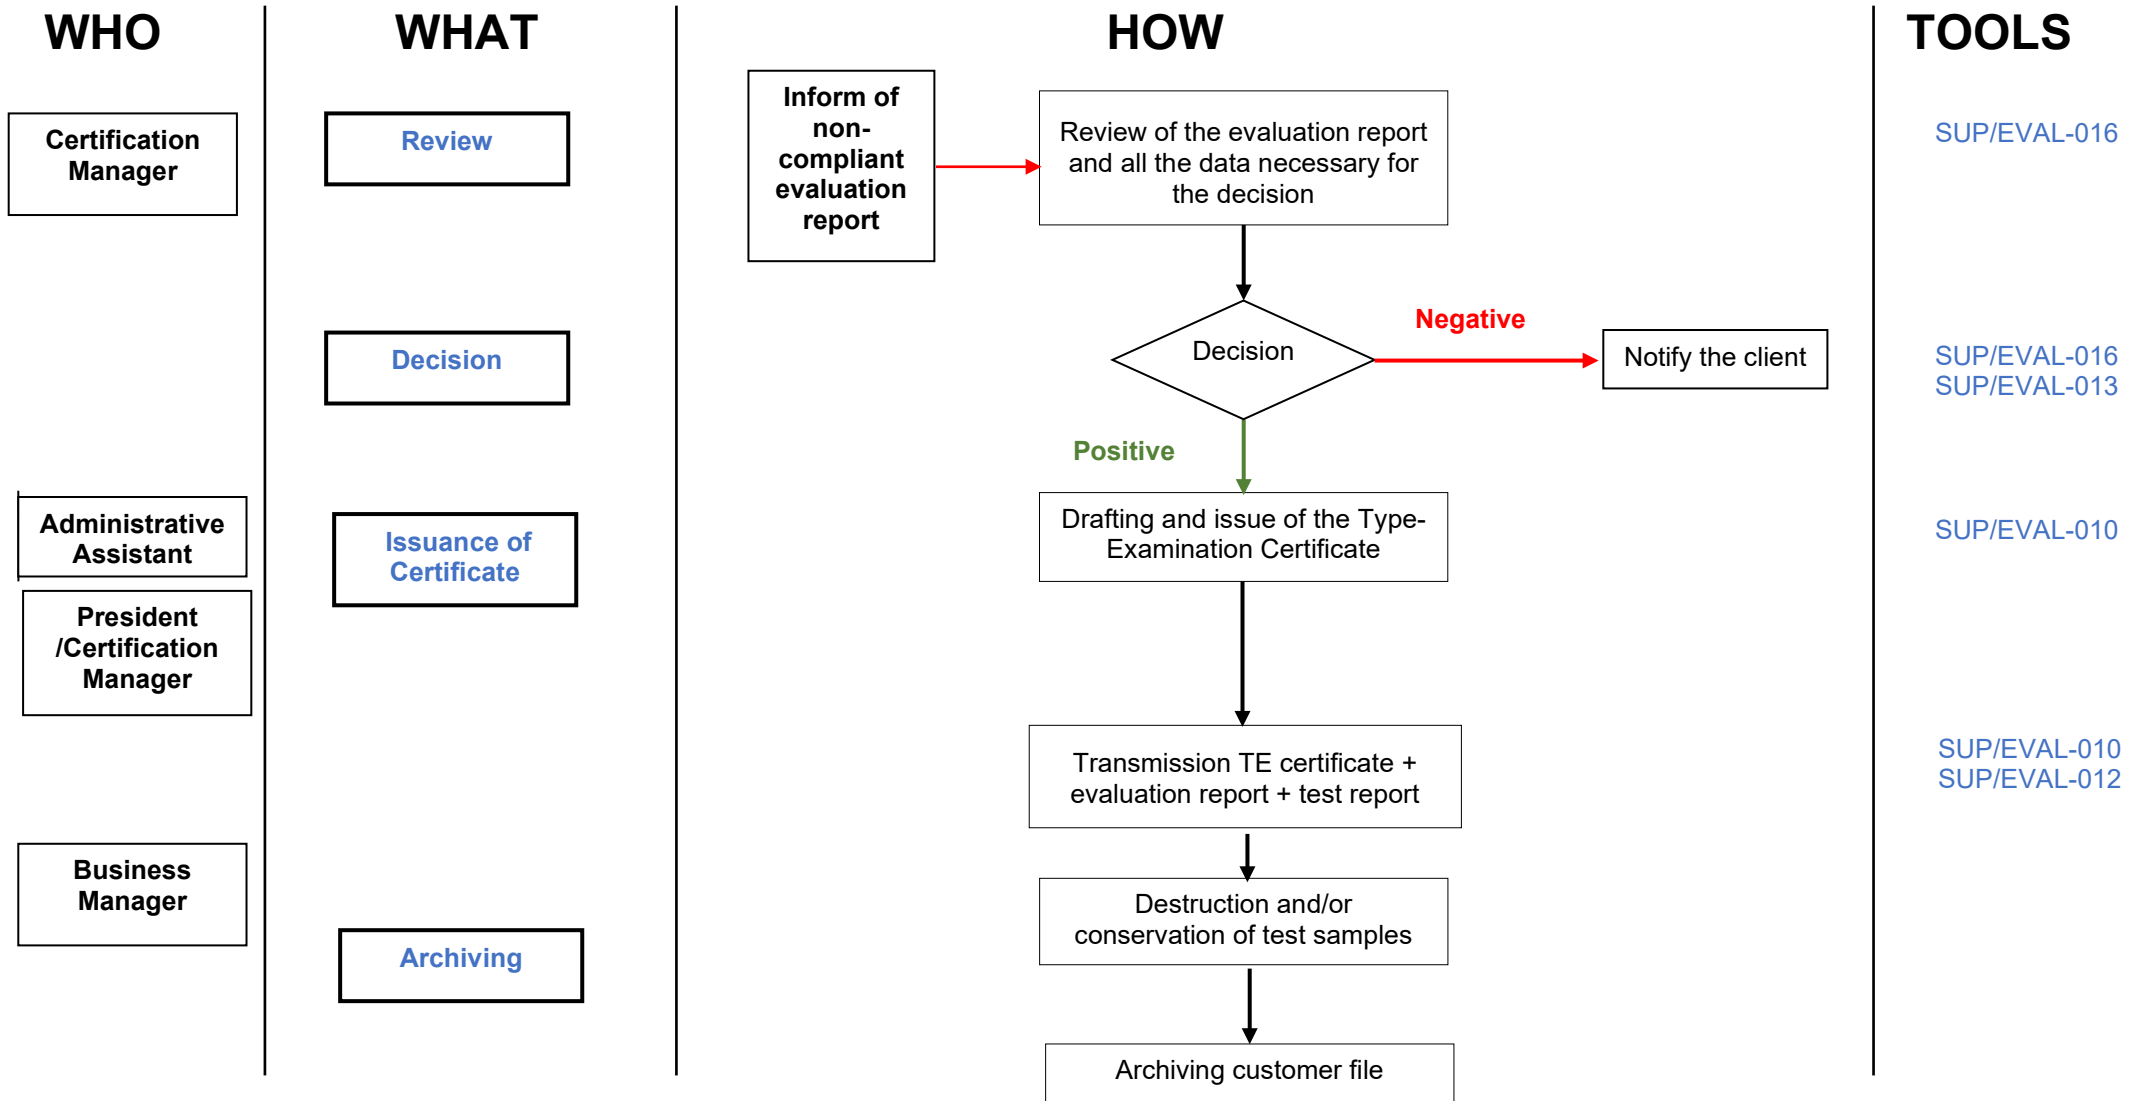 WHO
WHAT
HOW
TOOLS
Certification
Manager
Review
Inform of
non-
compliant
evaluation
report
Review of the evaluation report
and all the data necessary for
the decision
SUP/EVAL-016
Decision
Decision
Negative
Notify the client
SUP/EVAL-016
SUP/EVAL-013
Positive
Administrative
Assistant
Issuance of
Certificate
Drafting and issue of the Type-
Examination Certificate
SUP/EVAL-010
President
/Certification
Manager
Transmission TE certificate +
evaluation report + test report
SUP/EVAL-010
SUP/EVAL-012
Business
Manager
Destruction and/or
conservation of test samples
Archiving
Archiving customer file